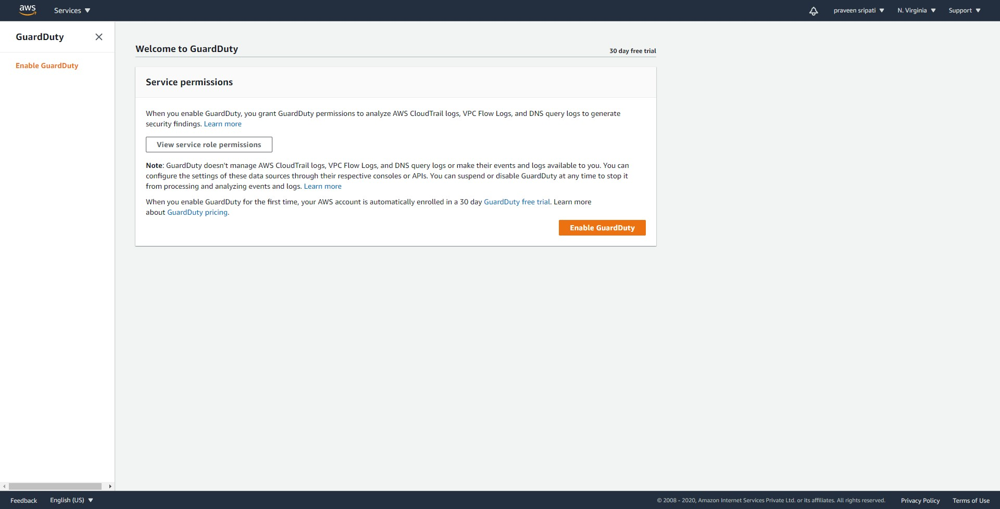 aws
Services
praveen sripati
N. Virginia
Support
GuardDuty
Enable GuardDuty
Welcome to GuardDuty
30 day free trial
Service permissions
When you enable GuardDuty, you grant GuardDuty permissions to analyze AWS CloudTrail logs, VPC Flow Logs, and DNS query logs to generate
security findings. Learn more
View service role permissions
Note: GuardDuty doesn't manage AWS CloudTrail logs, VPC Flow Logs, and DNS query logs or make their events and logs available to you. You can
configure the settings of these data sources through their respective consoles or APIs. You can suspend or disable GuardDuty at any time to stop it
from processing and analyzing events and logs. Learn more
When you enable GuardDuty for the first time, your AWS account is automatically enrolled in a 30 day GuardDuty free trial. Learn more
about GuardDuty pricing.
Enable GuardDuty
Feedback
English (US)
© 2008 - 2020, Amazon Internet Services Private Ltd. or its affiliates. All rights reserved.
Privacy Policy
Terms of Use